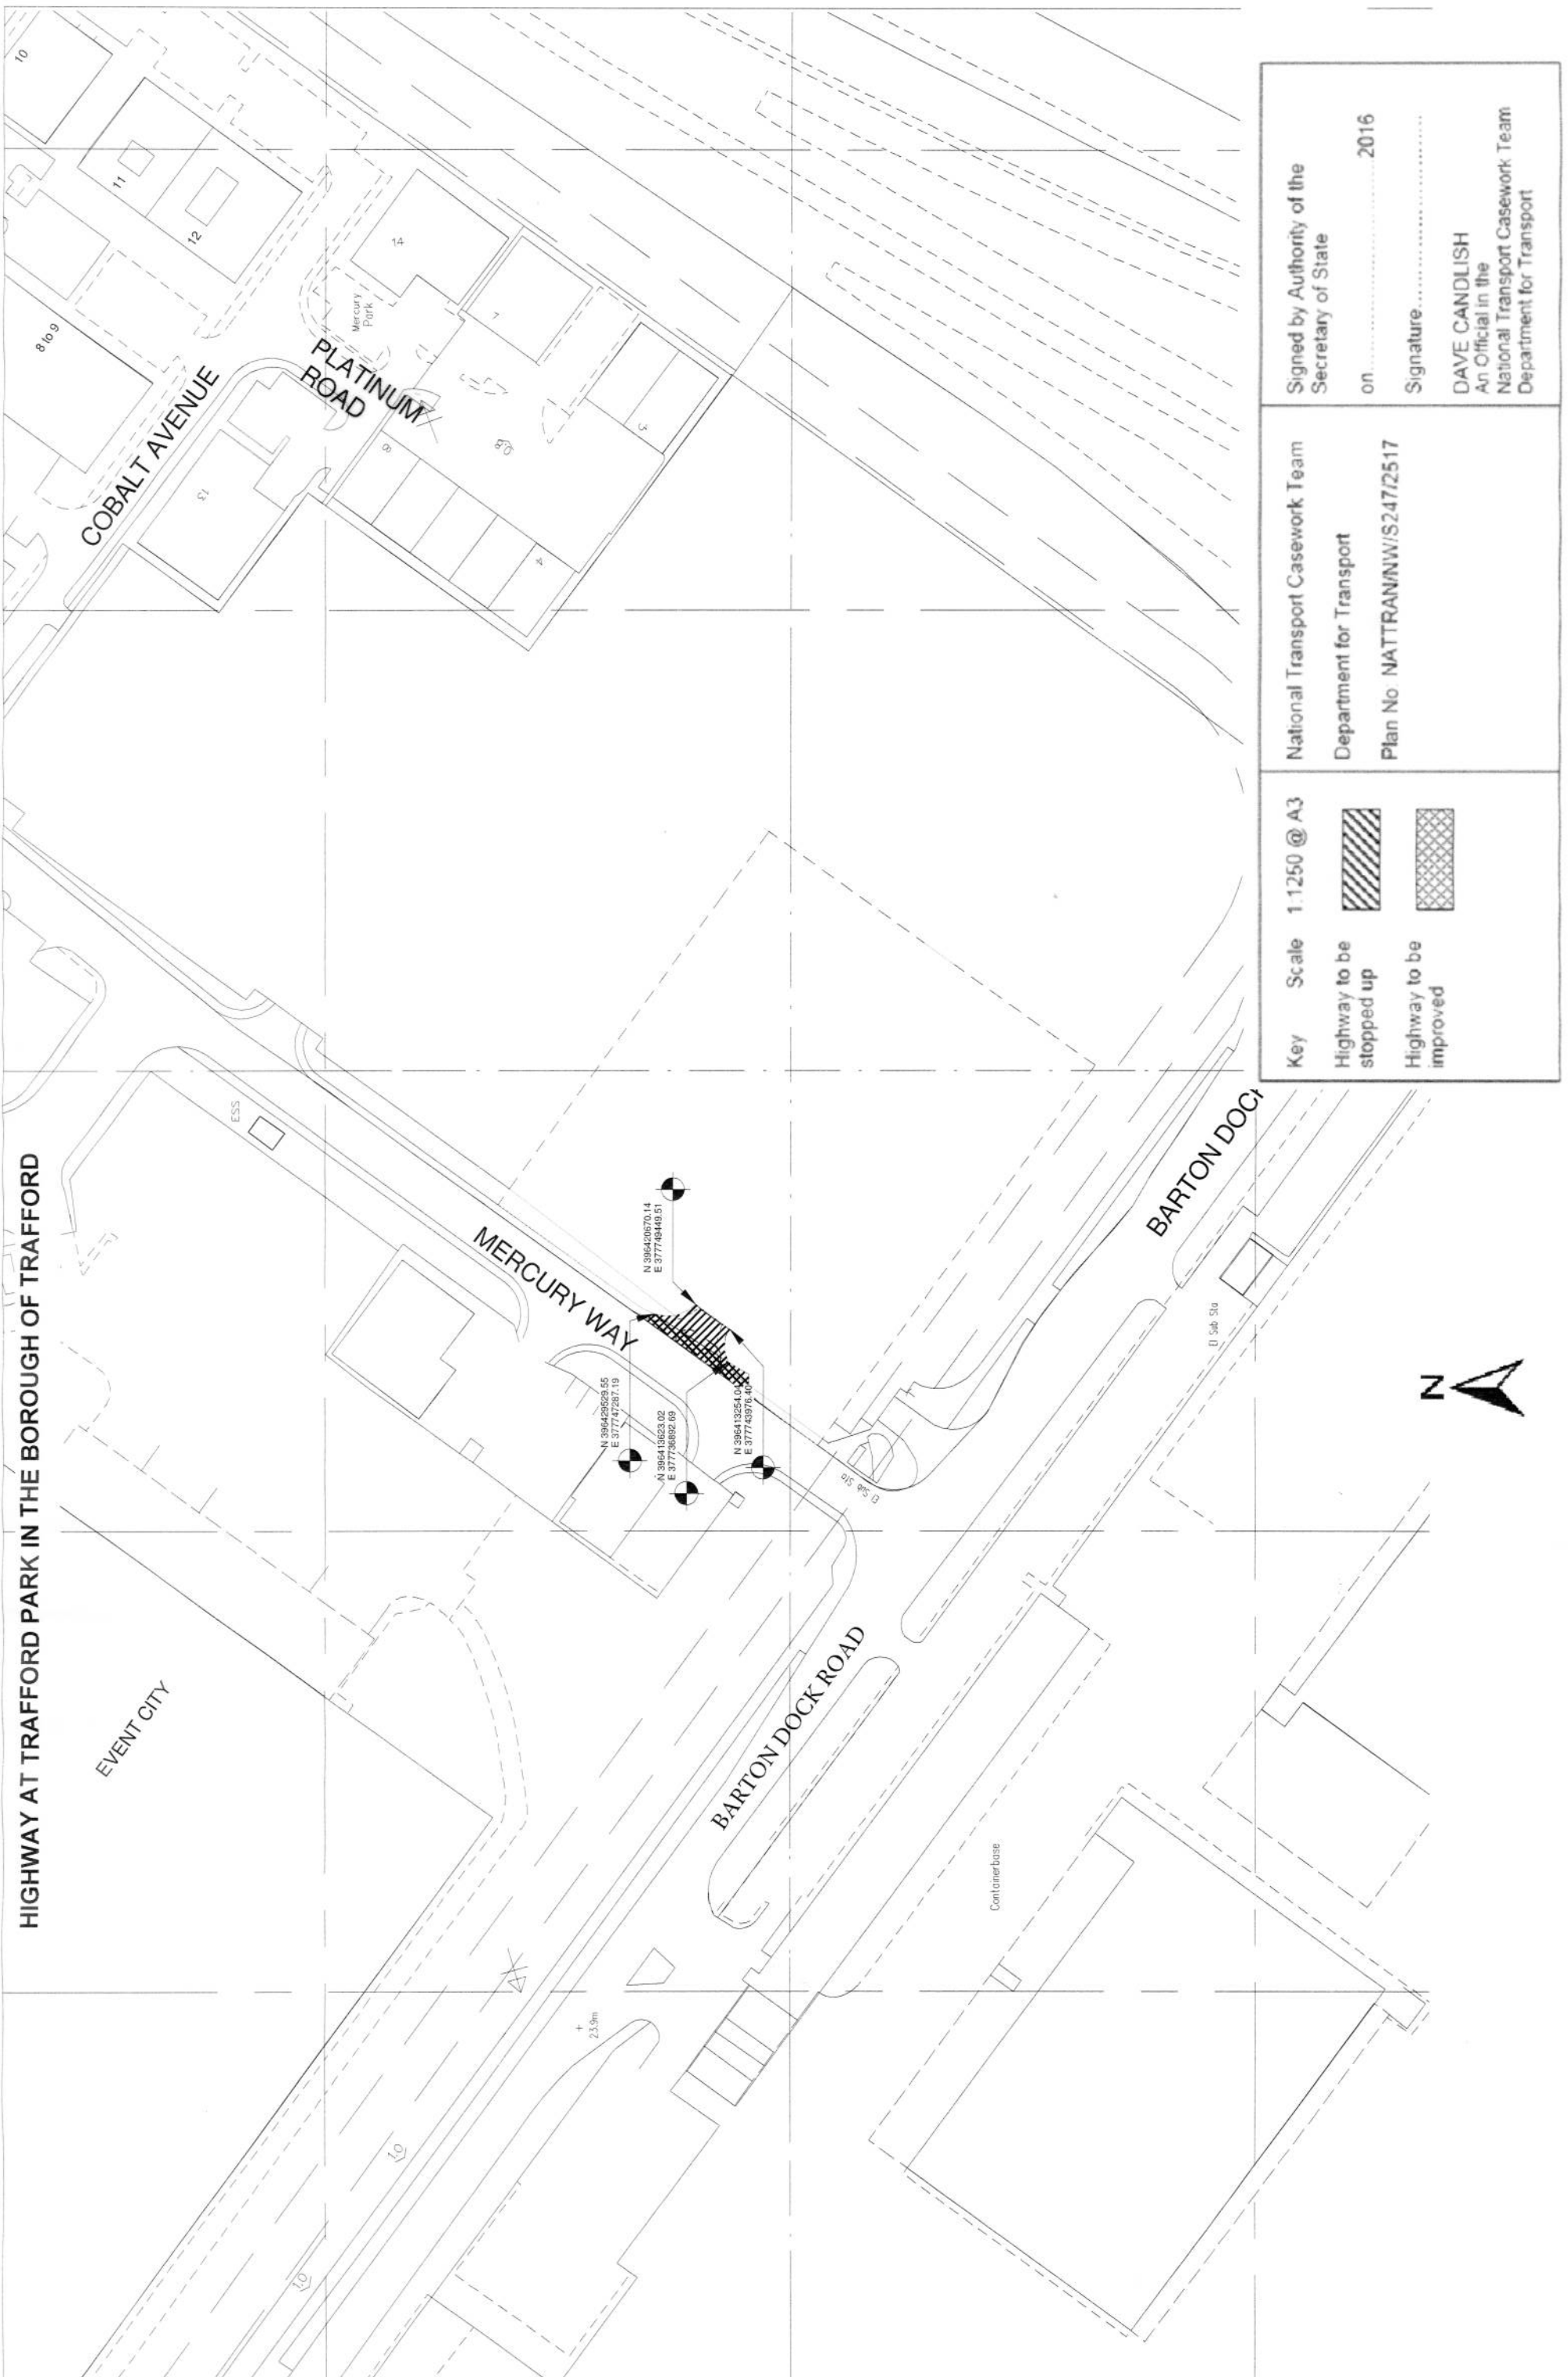 HIGHWAY AT TRAFFORD PARK IN THE BOROUGH OF TRAFFORD
EVENT CITY
ESS
COBALT AVENUE
PLATINUM
ROAD
Mercury
Park
8 to 9
10
11
12
13
14
7
8
4
MERCURY WAY
N 396429529.55
E 377747287.19
N 396420670.14
E 377749449.51
N 396413623.02
E 377736892.69
N 396413254.04
E 377743976.40
El Sub Sta
BARTON DOCK ROAD
BARTON DOCK
El Sub Sta
Containerbase
23.9m
N
Key Scale 1:1250 @ A3
Highway to be
stopped up
Highway to be
improved
National Transport Casework Team
Department for Transport
Plan No: NATTRAN/NW/S247/2517
Signed by Authority of the
Secretary of State
on.....................2016
Signature.......................
DAVE CANDLISH
An Official in the
National Transport Casework Team
Department for Transport